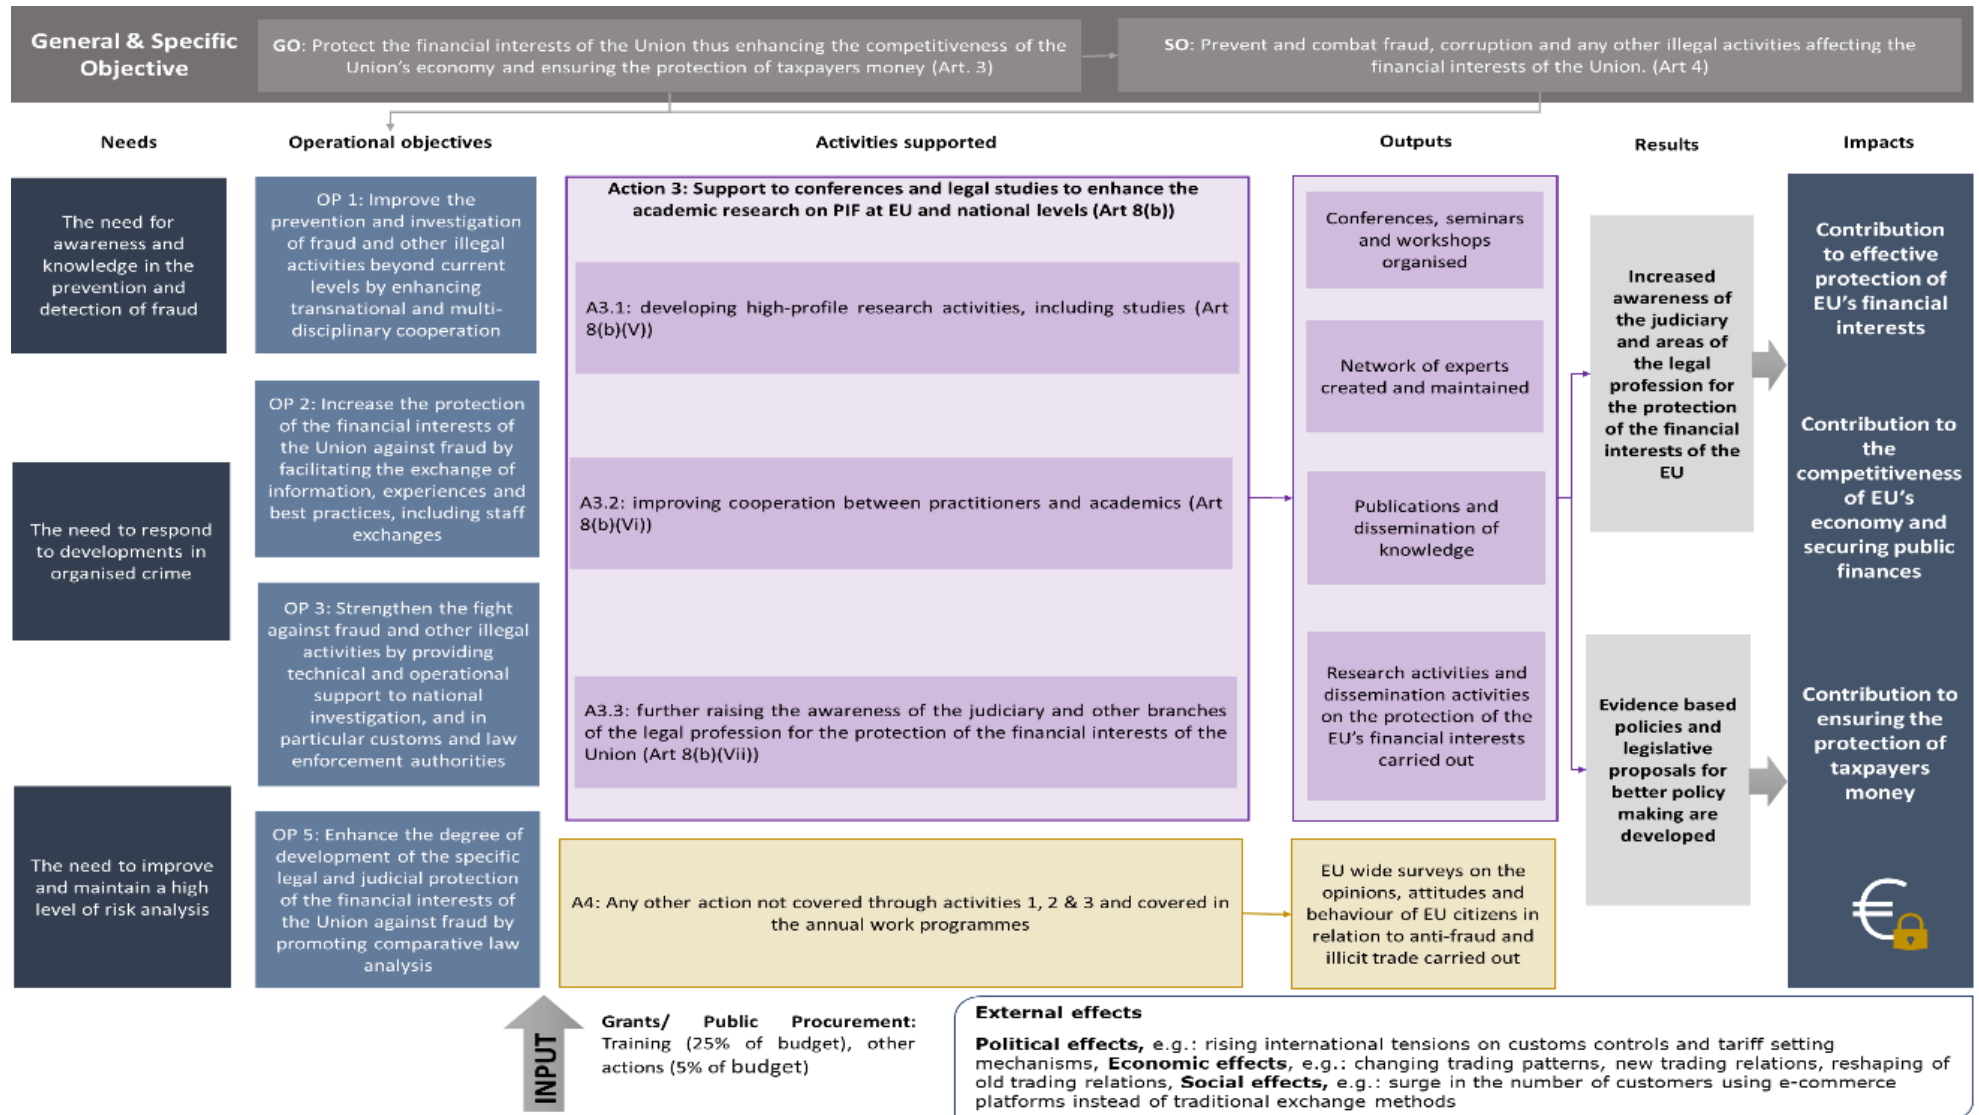 General & Specific
Objective
GO: Protect the financial interests of the Union thus enhancing the competitiveness of the
Union's economy and ensuring the protection of taxpayers money (Art. 3)
SO: Prevent and combat fraud, corruption and any other illegal activities affecting the
financial interests of the Union. (Art 4)
Needs
Operational objectives
Activities supported
Outputs
Results
Impacts
The need for
awareness and
knowledge in the
prevention and
detection of fraud
The need to respond
to developments in
organised crime
The need to improve
and maintain a high
level of risk analysis
OP 1: Improve the
prevention and investigation
of fraud and other illegal
activities beyond current
levels by enhancing
transnational and multi-
disciplinary cooperation
OP 2: Increase the protection
of the financial interests of
the Union against fraud by
facilitating the exchange of
information, experiences and
best practices, including staff
exchanges
OP 3: Strengthen the fight
against fraud and other illegal
activities by providing
technical and operational
support to national
investigation, and in
particular customs and law
enforcement authorities
OP 5: Enhance the degree of
development of the specific
legal and judicial protection
of the financial interests of
the Union against fraud by
promoting comparative law
analysis
Action 3: Support to conferences and legal studies to enhance the
academic research on PIF at EU and national levels (Art 8(b))
A3.1: developing high-profile research activities, including studies (Art
8(b)(V))
A3.2: improving cooperation between practitioners and academics (Art
8(b)(Vi))
A3.3: further raising the awareness of the judiciary and other branches
of the legal profession for the protection of the financial interests of the
Union (Art 8(b)(Vii))
A4: Any other action not covered through activities 1, 2 & 3 and covered in
the annual work programmes
Conferences, seminars
and workshops
organised
Network of experts
created and maintained
Publications and
dissemination of
knowledge
Research activities and
dissemination activities
on the protection of the
EU's financial interests
carried out
EU wide surveys on the
opinions, attitudes and
behaviour of EU citizens in
relation to anti-fraud and
illicit trade carried out
Increased
awareness of
the judiciary
and areas of
the legal
profession for
the protection
of the financial
interests of the
EU
Evidence based
policies and
legislative
proposals for
better policy
making are
developed
Contribution
to effective
protection of
EU's financial
interests
Contribution to
the
competitiveness
of EU's
economy and
securing public
finances
Contribution to
ensuring the
protection of
taxpayers
money
€
INPUT
Grants/ Public Procurement:
Training (25% of budget), other
actions (5% of budget)
External effects
Political effects, e.g.: rising international tensions on customs controls and tariff setting
mechanisms, Economic effects, e.g.: changing trading patterns, new trading relations, reshaping of
old trading relations, Social effects, e.g.: surge in the number of customers using e-commerce
platforms instead of traditional exchange methods